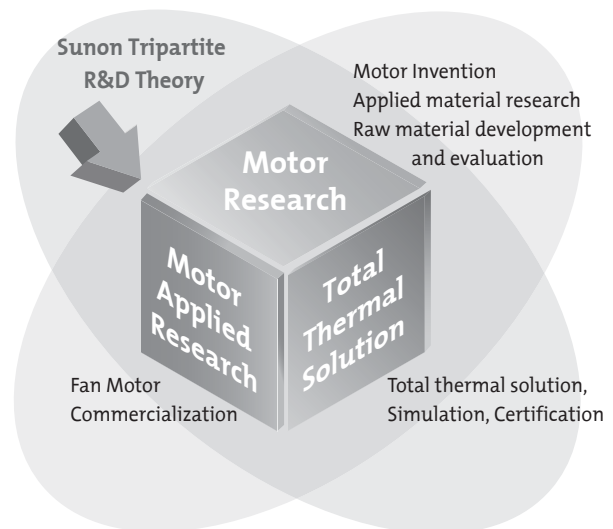 Sunon Tripartite
R&D Theory
Motor Invention
Applied material research
Raw material development
and evaluation
Motor
Research
Motor
Applied
Research
Total
Thermal
Solution
Fan Motor
Commercialization
Total thermal solution,
Simulation, Certification